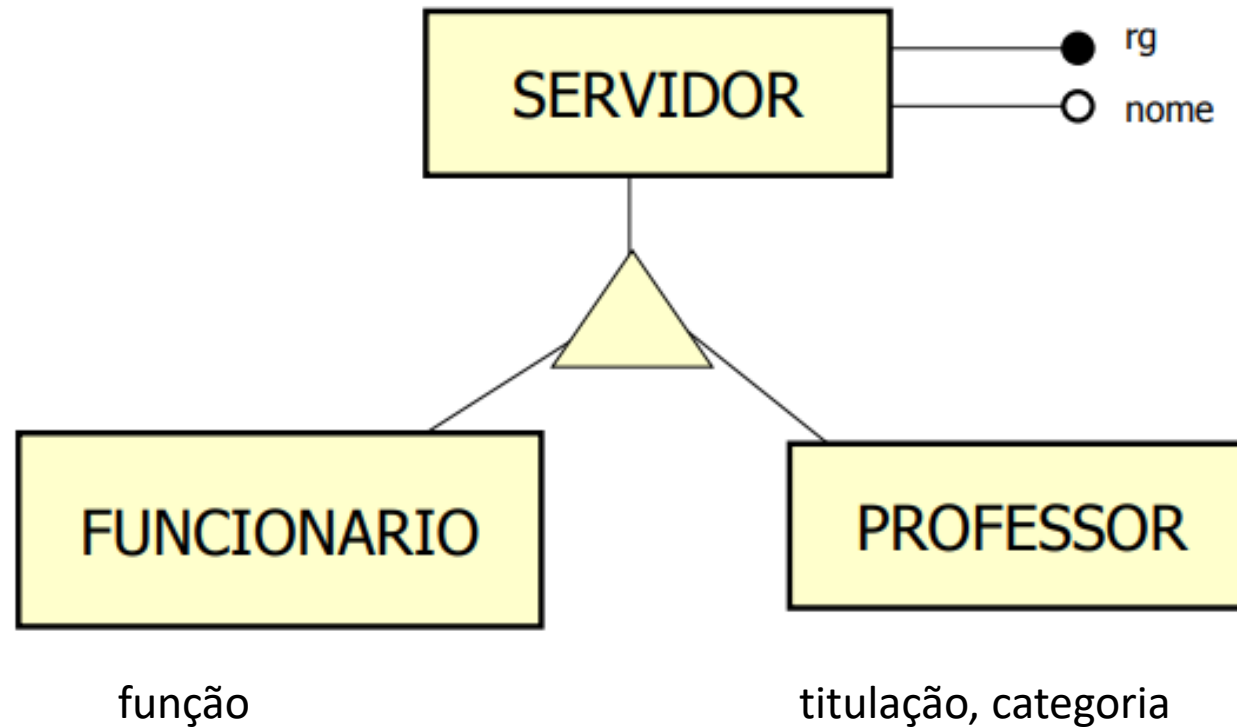 rg
SERVIDOR
nome
FUNCIONARIO
PROFESSOR
função
titulação, categoria